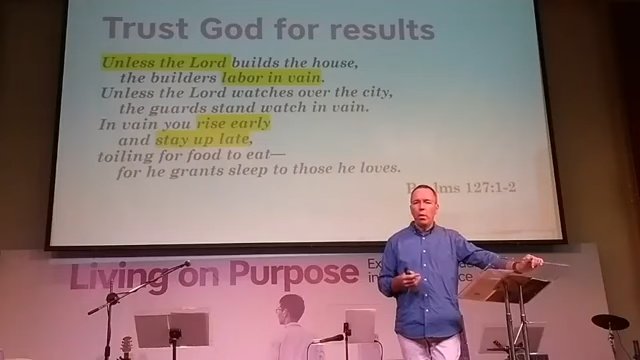 Trust God for results
Unless the Lord builds the house,
the builders labor in vain.
Unless the Lord watches over the city,
the guards stand watch in vain.
In vain you rise early
and stay up late,
toiling for food to eat—
for he grants sleep to those he loves.
127:1-2
Living on Purpose